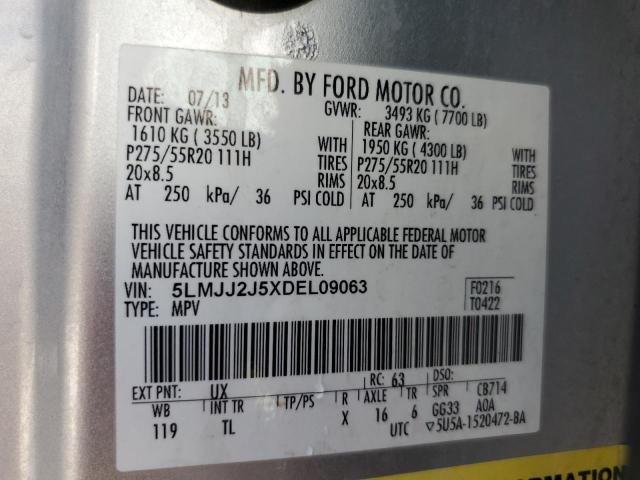 MFD. BY FORD MOTOR CO.
DATE: 07/13 GVWR: 3493 KG ( 7700 LB)
FRONT GAWR: REAR GAWR:
1610 KG ( 3550 LB) WITH 1950 KG ( 4300 LB) WITH
P275/55R20 111H TIRES P275/55R20 111H TIRES
20x8.5 RIMS 20x8.5 RIMS
AT 250 kPa/ 36 PSI COLD AT 250 kPa/ 36 PSI COLD
THIS VEHICLE CONFORMS TO ALL APPLICABLE FEDERAL MOTOR
VEHICLE SAFETY STANDARDS IN EFFECT ON THE DATE OF
MANUFACTURE SHOWN ABOVE.
VIN: 5LMJJ2J5XDEL09063 F0216
TYPE: MPV T0422
EXT PNT: UX RC: 63 DSO:
WB INT TR TP/PS R AXLE TR SPR CB714
119 TL X 16 6 GG33 A0A
UTC ▽5U5A-1520472-BA
FORMATION